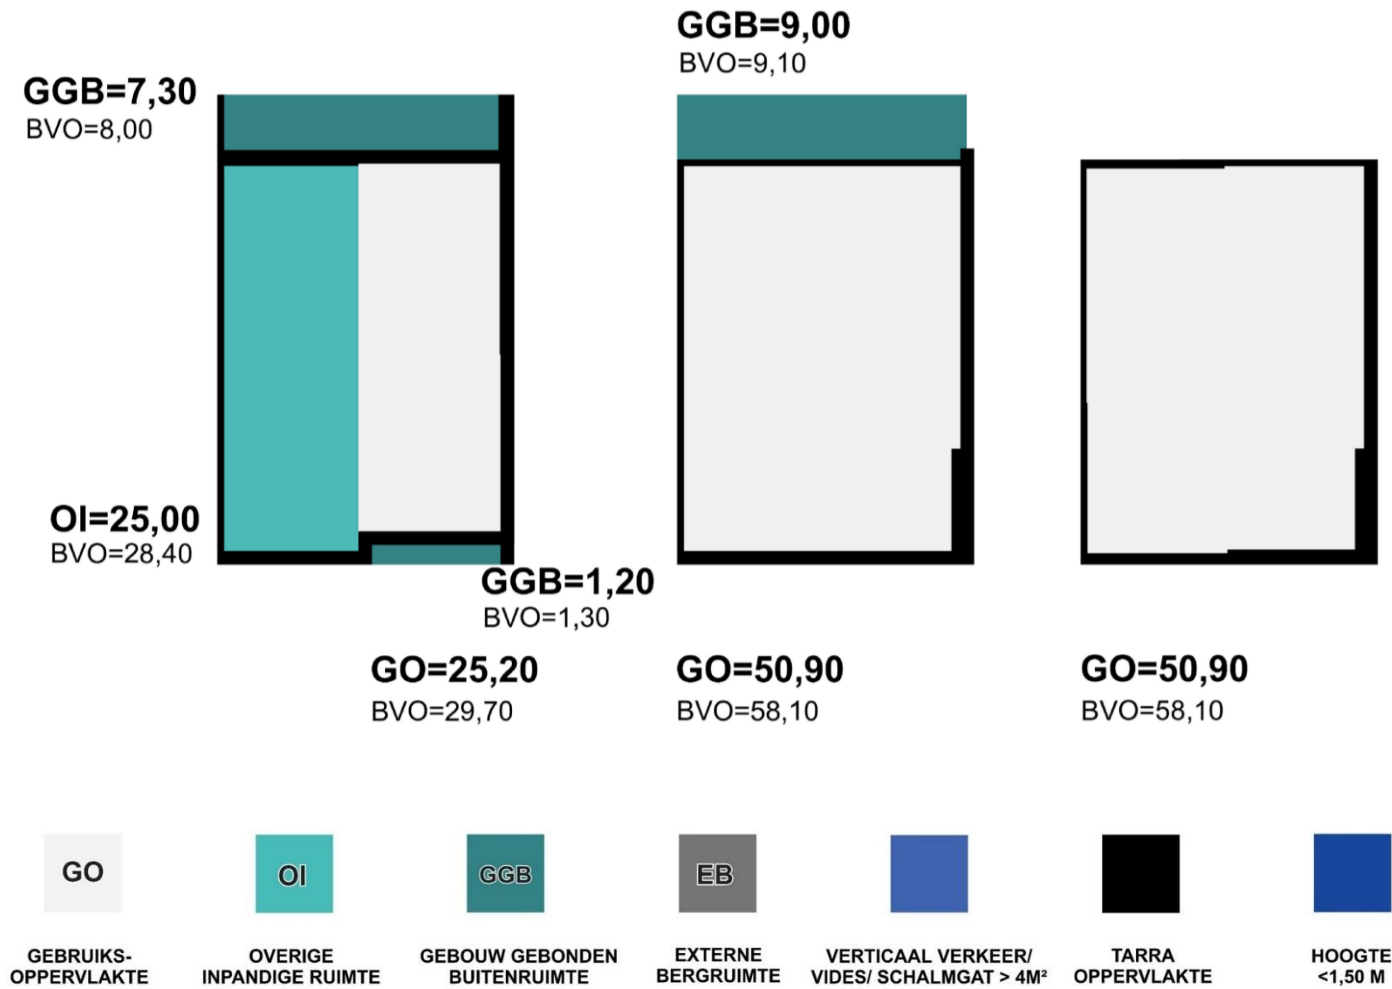 GGB=9,00
BVO=9,10
GGB=7,30
BVO=8,00
OI=25,00
BVO=28,40
GGB=1,20
BVO=1,30
GO=25,20
BVO=29,70
GO=50,90
BVO=58,10
GO=50,90
BVO=58,10
GO
GEBRUIKS-
OPPERVLAKTE
OI
OVERIGE
INPANDIGE RUIMTE
GGB
GEBOUW GEBONDEN
BUITENRUIMTE
EB
EXTERNE
BERGRUIMTE
VERTICAAL VERKEER/
VIDES/ SCHALMGAT > 4M²
TARRA
OPPERVLAKTE
HOOGTE
<1,50 M